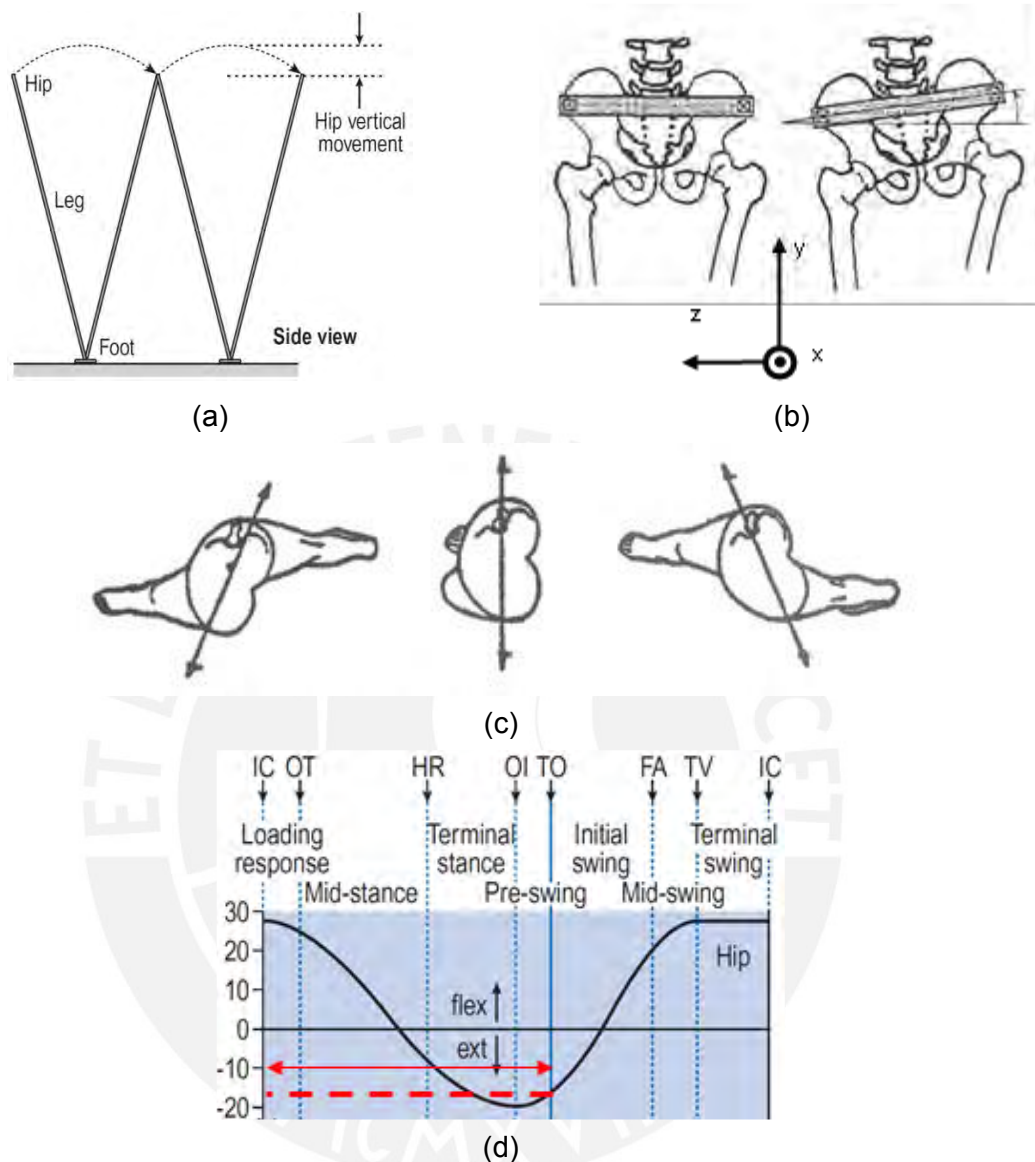 Hip
Hip vertical
movement
Leg
Foot
Side view
(a)
y
z
x
(b)
(c)
IC OT HR OI TO FA TV IC
Loading
response
Terminal
stance
Initial
swing
Terminal
swing
Mid-stance Pre-swing Mid-swing
30
20
10
0
-10
-20
Hip
flex
ext
(d)